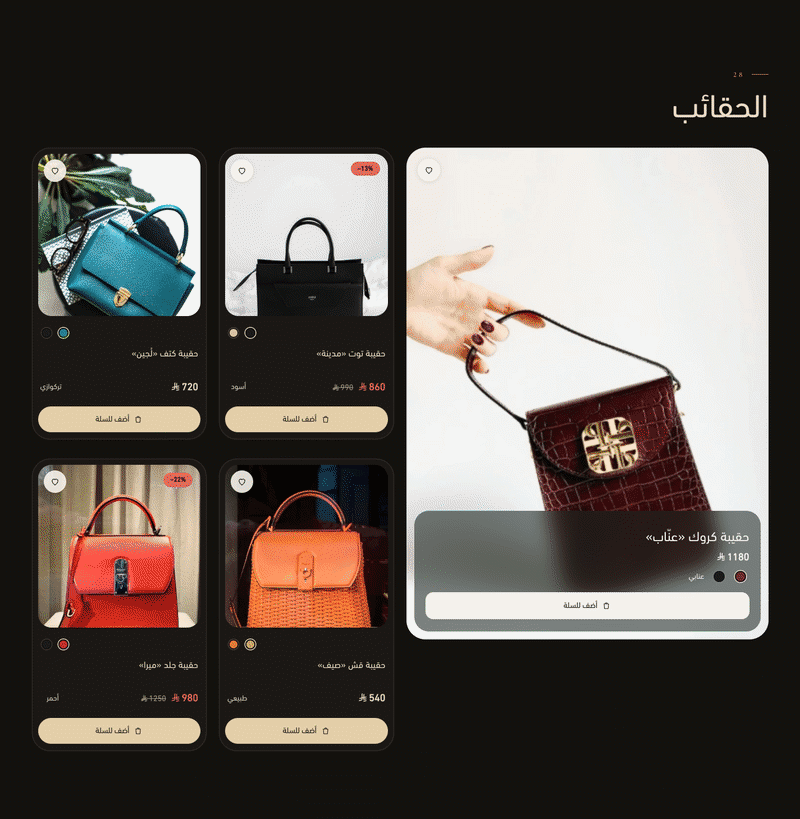 28
الحقائب
حقيبة كروك «عنّاب»
1180
عنابي
أضف للسلة
−13%
حقيبة توت «مدينة»
860 990
أسود
أضف للسلة
حقيبة كتف «لُجين»
720
تركوازي
أضف للسلة
حقيبة قش «صيف»
540
طبيعي
أضف للسلة
−22%
حقيبة جلد «ميرا»
980 1250
أحمر
أضف للسلة